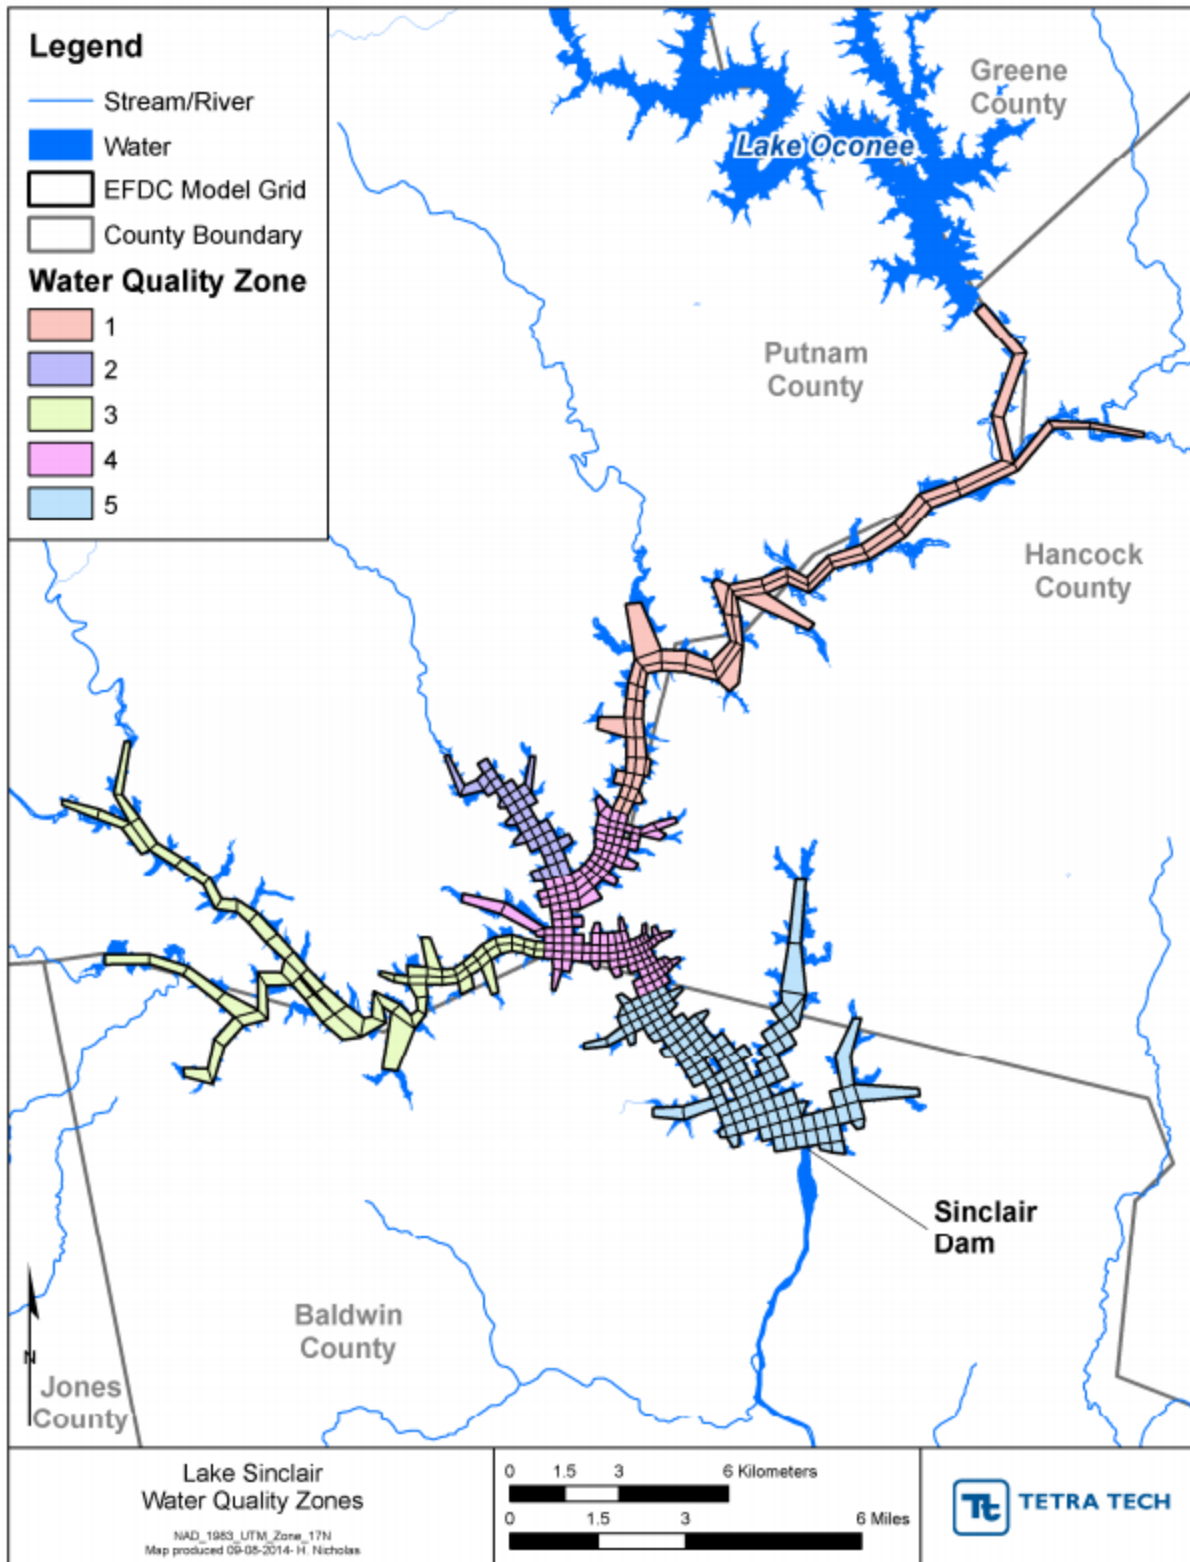 Legend
Stream/River
Water
EFDC Model Grid
County Boundary
Water Quality Zone
1
2
3
4
5
Greene
County
Lake Oconee
Putnam
County
Hancock
County
Sinclair
Dam
Baldwin
County
N
Jones
County
Lake Sinclair
Water Quality Zones
NAD_1983_UTM_Zone_17N
Map produced 09-08-2014- H. Nicholas
0 1.5 3 6 Kilometers
0 1.5 3 6 Miles
Tt TETRA TECH